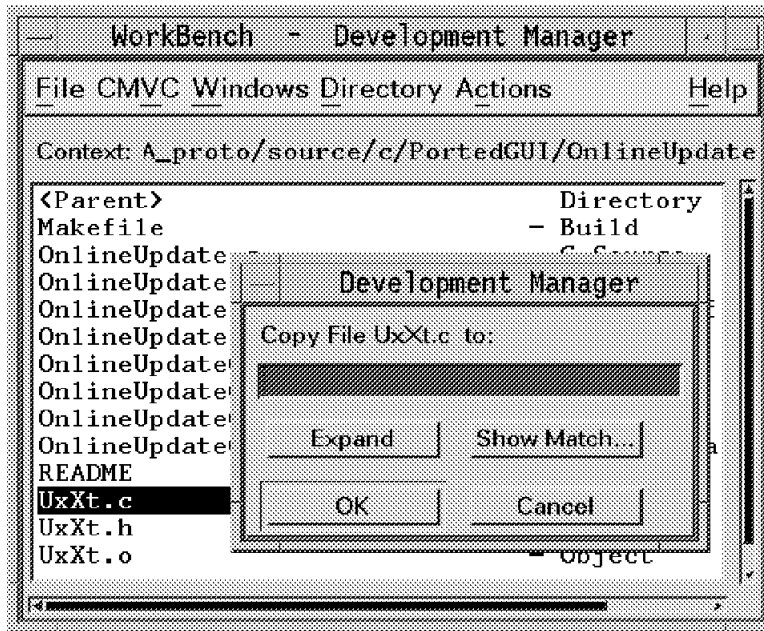 WorkBench - Development Manager
File CMVC Windows Directory Actions Help
Context: A_proto/source/c/PortedGUI/OnlineUpdate
<Parent> Directory
Makefile - Build
OnlineUpdate
OnlineUpdate
OnlineUpdate
OnlineUpdate
OnlineUpdate
OnlineUpdate
OnlineUpdate
OnlineUpdate
README
UxXt.c
UxXt.h
UxXt.o - Object
Development Manager
Copy File UxXt.c to:
Expand Show Match...
OK Cancel